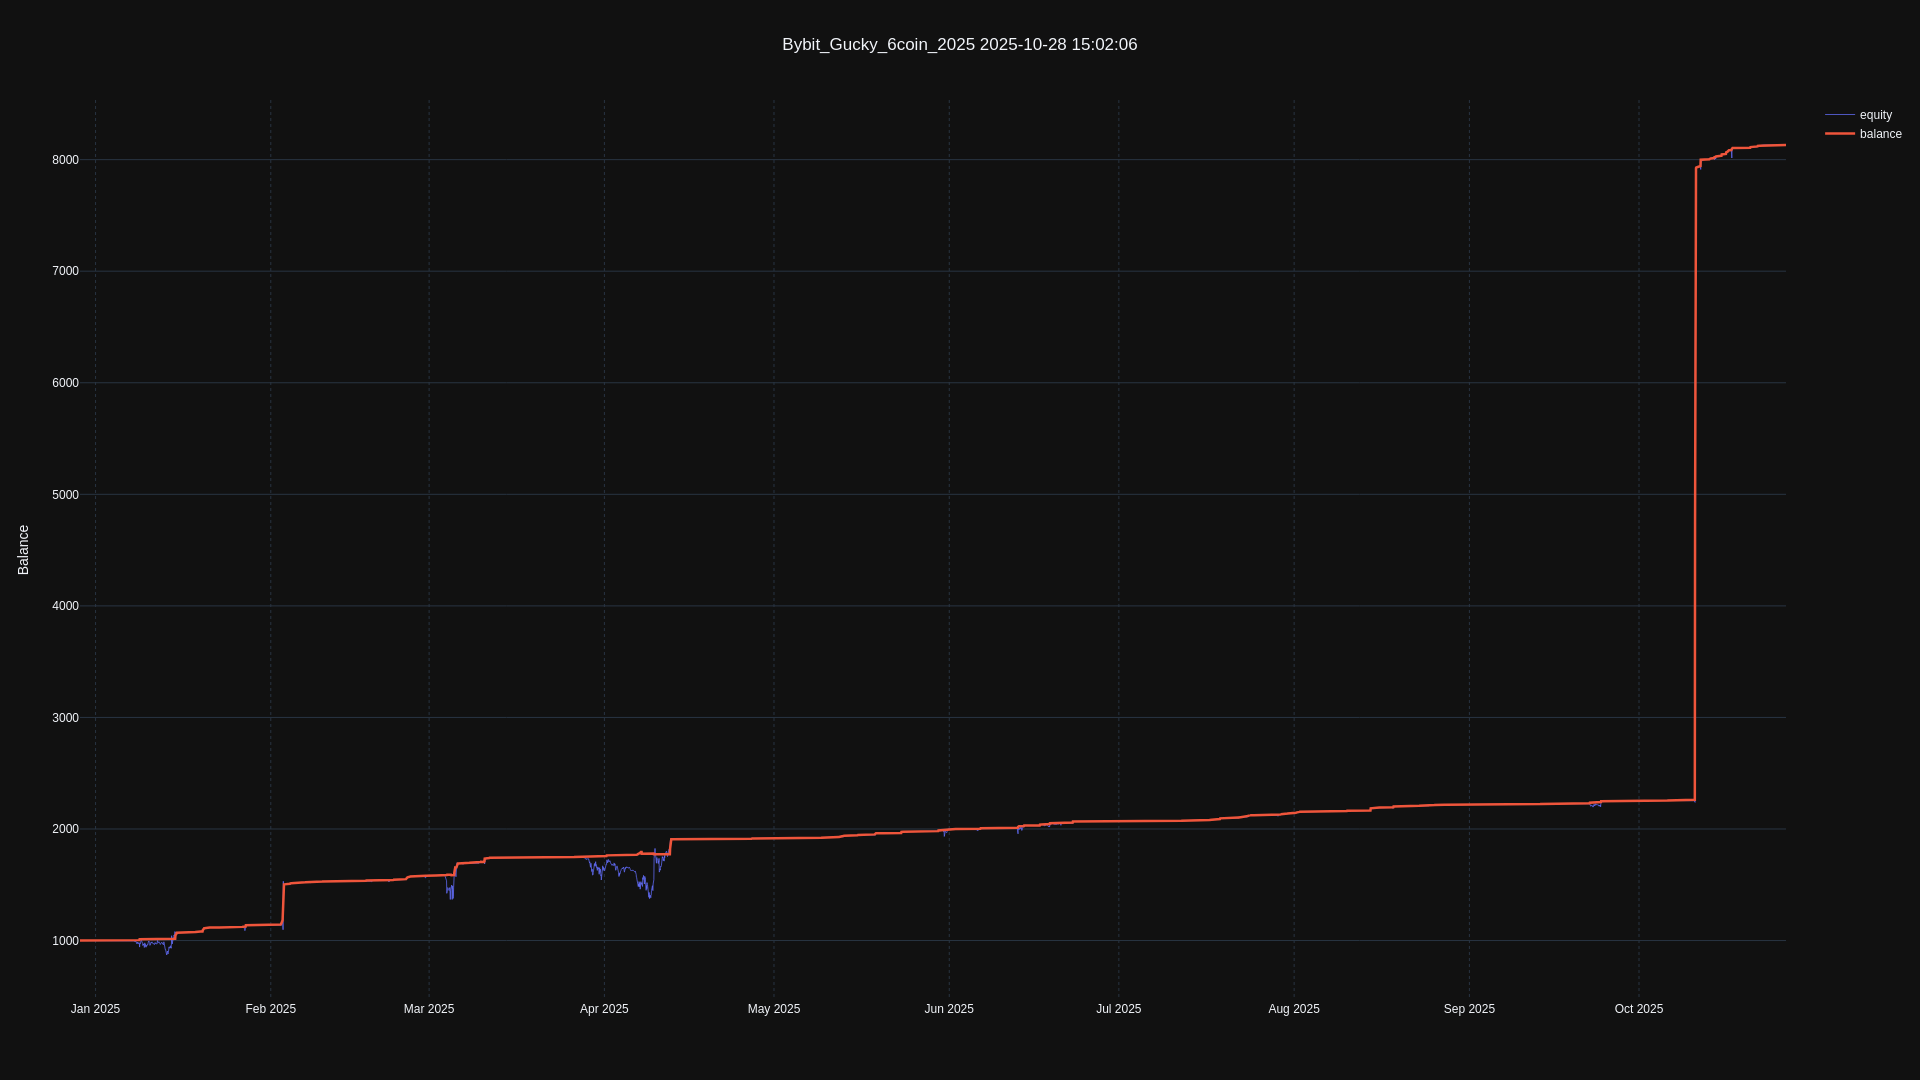 Bybit_Gucky_6coin_2025 2025-10-28 15:02:06
equity
balance
8000
7000
6000
5000
4000
3000
2000
1000
Balance
Jan 2025
Feb 2025
Mar 2025
Apr 2025
May 2025
Jun 2025
Jul 2025
Aug 2025
Sep 2025
Oct 2025